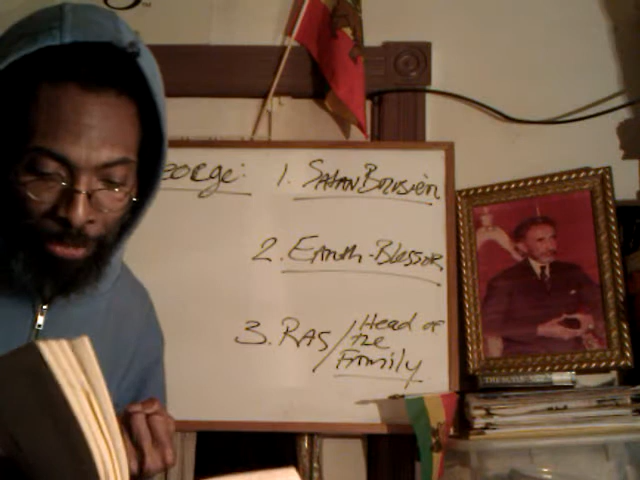 eorge: 1. Satan Bruiser
2. Earth-Blesser
3. Ras/Head of
the
Family